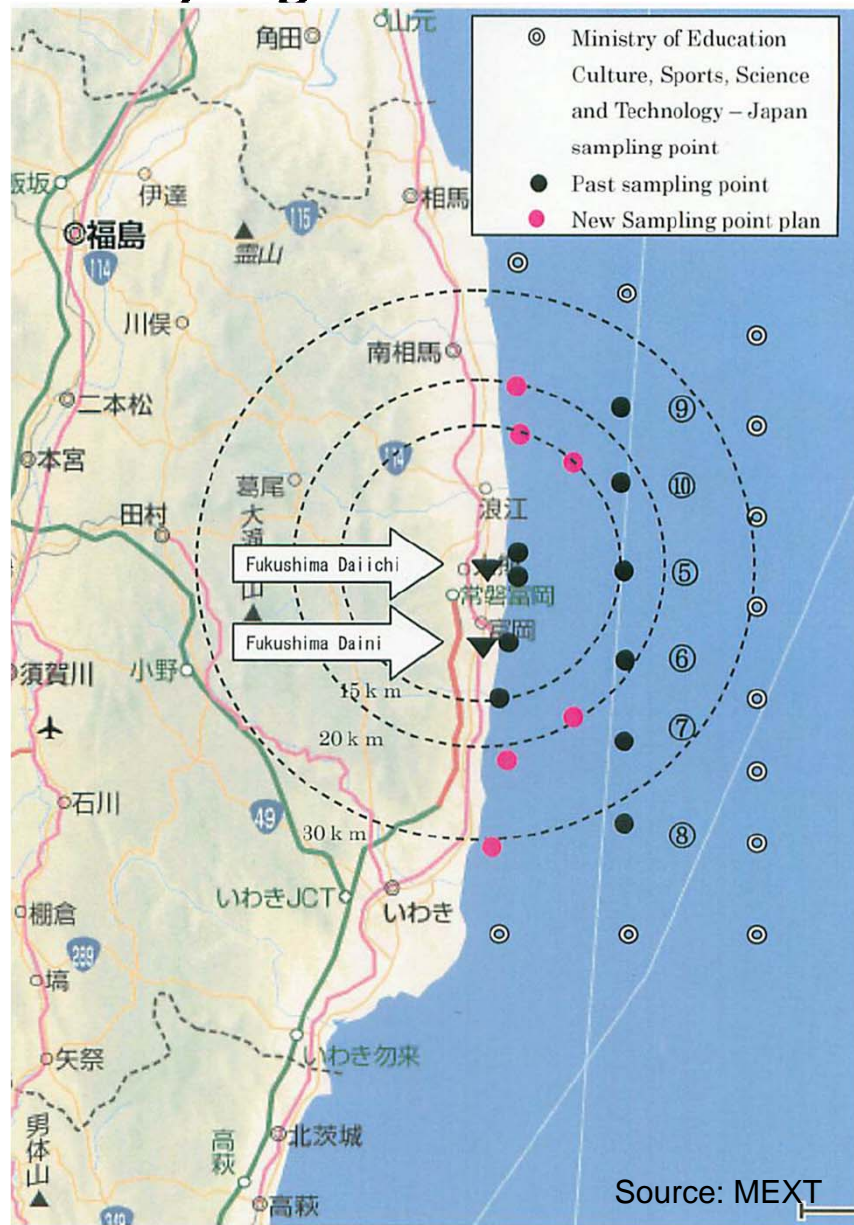 山元
角田
◎ Ministry of Education
Culture, Sports, Science
and Technology – Japan
sampling point
● Past sampling point
● New Sampling point plan
飯坂
伊達
相馬
115
霊山
福島
114
川俣
南相馬
二本松
⑨
本宮
114
葛尾
⑩
浪江
田村
大滝
Fukushima Daiichi
⑤
常磐富岡
山
富岡
Fukushima Daini
⑥
須賀川
小野
15 km
⑦
20 km
石川
49
30 km
⑧
いわきJCT
いわき
棚倉
289
塙
いわき勿来
矢祭
男体山
高萩
北茨城
Source: MEXT
高萩
349